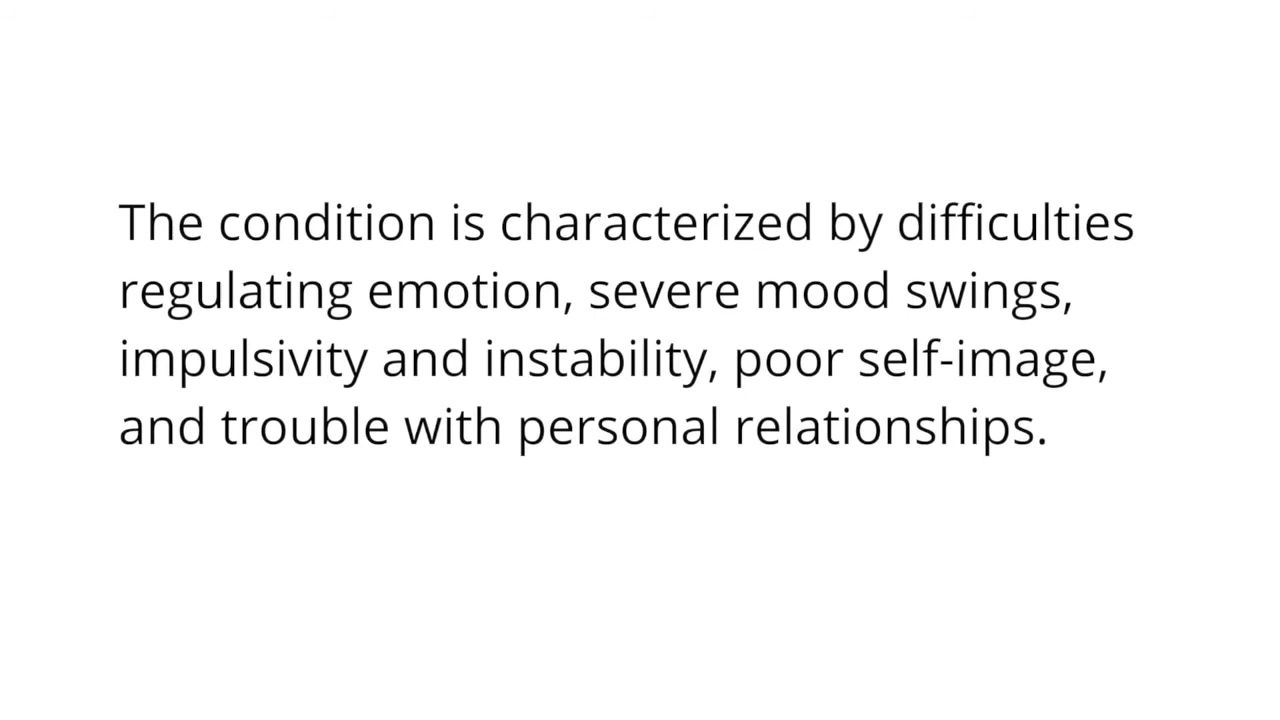 The condition is characterized by difficulties
regulating emotion, severe mood swings,
impulsivity and instability, poor self-image,
and trouble with personal relationships.